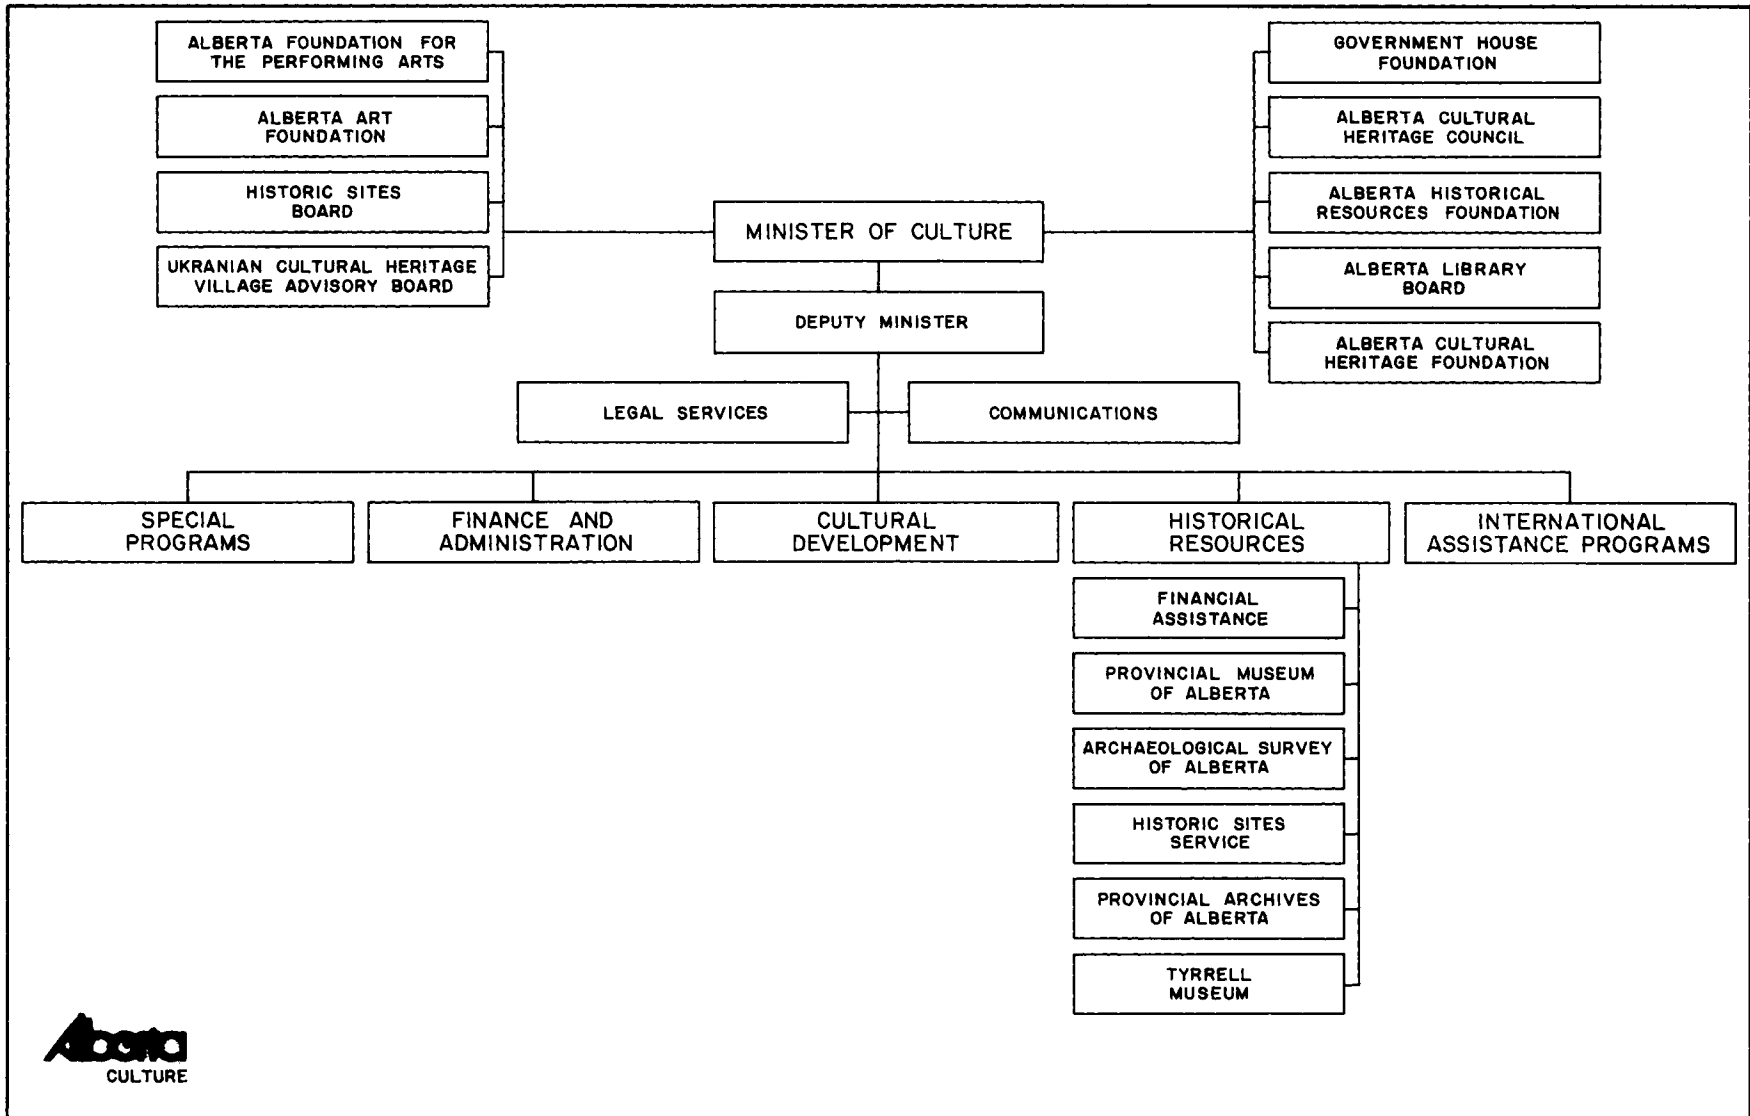 ALBERTA FOUNDATION FOR
THE PERFORMING ARTS
ALBERTA ART
FOUNDATION
HISTORIC SITES
BOARD
UKRANIAN CULTURAL HERITAGE
VILLAGE ADVISORY BOARD
GOVERNMENT HOUSE
FOUNDATION
ALBERTA CULTURAL
HERITAGE COUNCIL
ALBERTA HISTORICAL
RESOURCES FOUNDATION
ALBERTA LIBRARY
BOARD
ALBERTA CULTURAL
HERITAGE FOUNDATION
MINISTER OF CULTURE
DEPUTY MINISTER
LEGAL SERVICES
COMMUNICATIONS
SPECIAL
PROGRAMS
FINANCE AND
ADMINISTRATION
CULTURAL
DEVELOPMENT
HISTORICAL
RESOURCES
INTERNATIONAL
ASSISTANCE PROGRAMS
FINANCIAL
ASSISTANCE
PROVINCIAL MUSEUM
OF ALBERTA
ARCHAEOLOGICAL SURVEY
OF ALBERTA
HISTORIC SITES
SERVICE
PROVINCIAL ARCHIVES
OF ALBERTA
TYRRELL
MUSEUM
Alberta
CULTURE